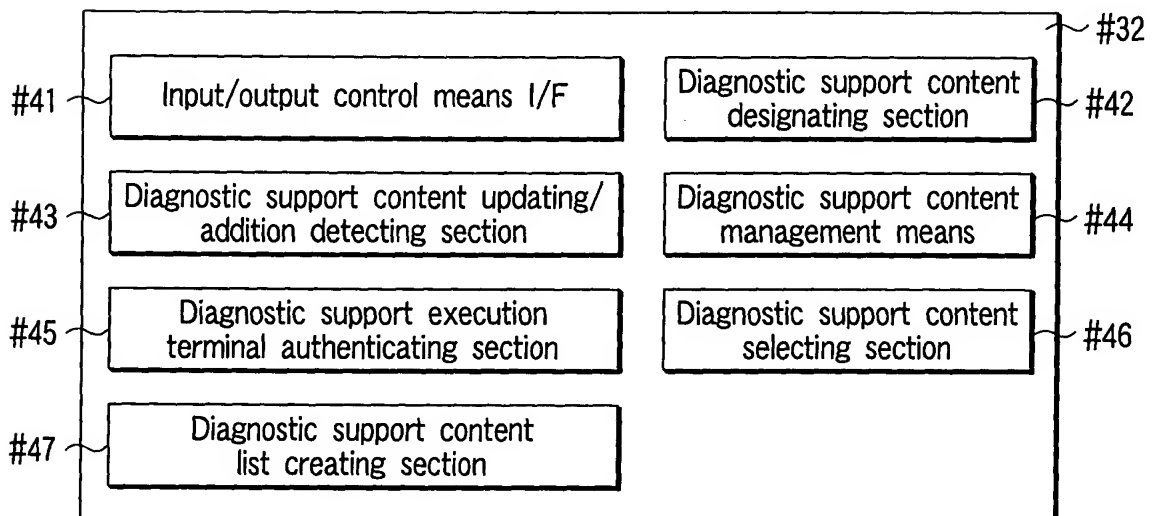 #32
#41
Input/output control means I/F
Diagnostic support content
designating section
#42
#43
Diagnostic support content updating/
addition detecting section
Diagnostic support content
management means
#44
#45
Diagnostic support execution
terminal authenticating section
Diagnostic support content
selecting section
#46
#47
Diagnostic support content
list creating section